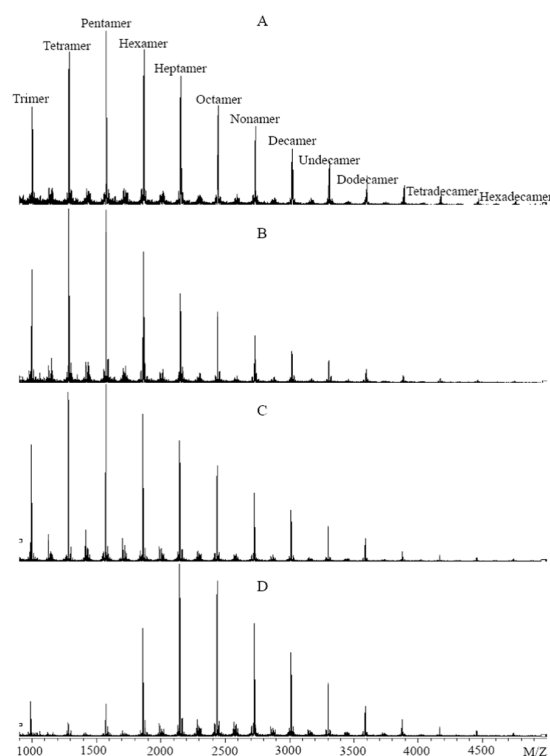 A
Pentamer
Tetramer
Hexamer
Heptamer
Trimer
Octamer
Nonamer
Decamer
Undecamer
Dodecamer
Tetradecamer
Hexadecamer
B
C
D
1000 1500 2000 2500 3000 3500 4000 4500 M/Z